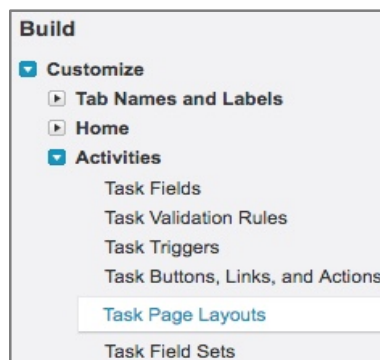 Build
Customize
Tab Names and Labels
Home
Activities
Task Fields
Task Validation Rules
Task Triggers
Task Buttons, Links, and Actions
Task Page Layouts
Task Field Sets